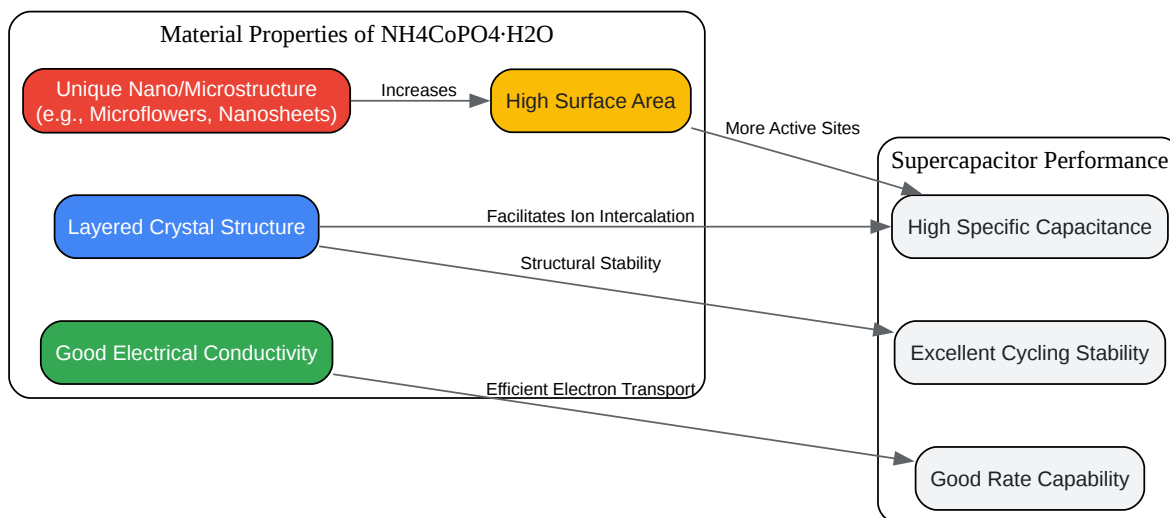 Material Properties of NH4CoPO4·H2O
Unique Nano/Microstructure
(e.g., Microflowers, Nanosheets)
Increases
High Surface Area
More Active Sites
Supercapacitor Performance
Layered Crystal Structure
Facilitates Ion Intercalation
High Specific Capacitance
Structural Stability
Good Electrical Conductivity
Excellent Cycling Stability
Efficient Electron Transport
Good Rate Capability